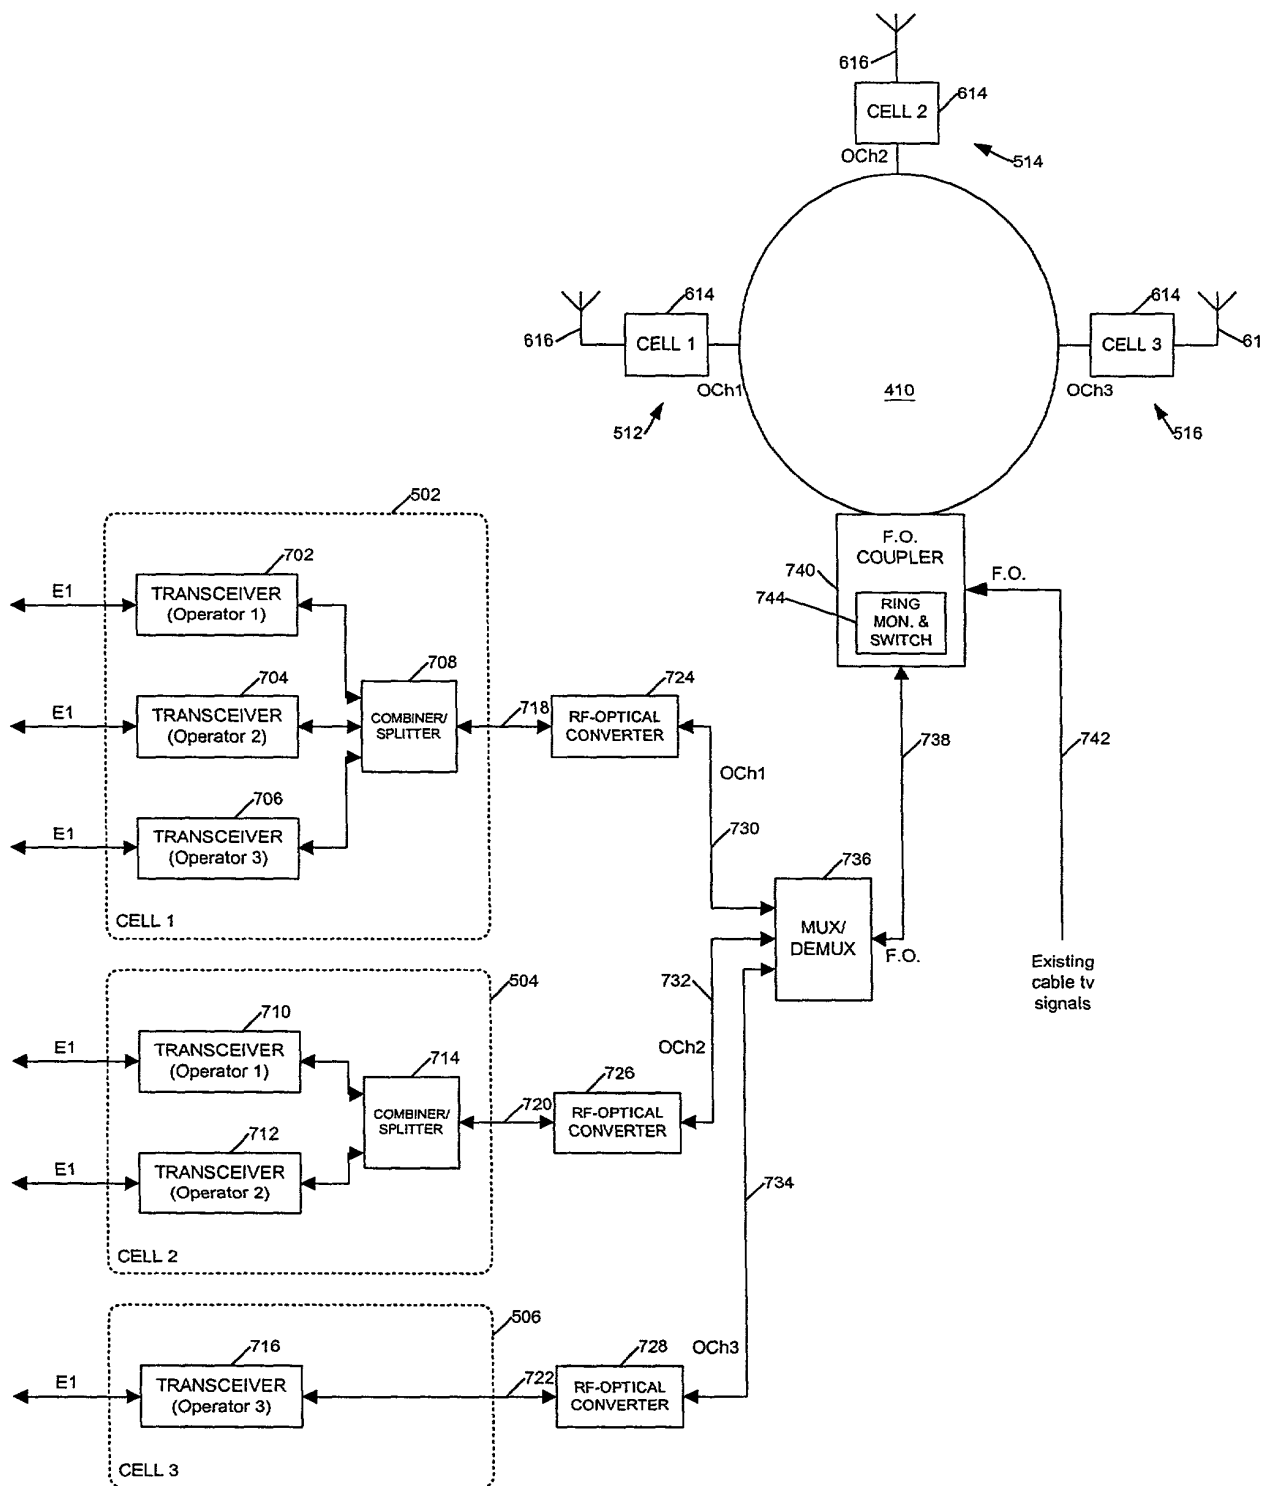 616
CELL 2
614
OCh2
514
614
616
CELL 1
OCh1
512
410
614
CELL 3
61
OCh3
516
502
F.O.
COUPLER
740
F.O.
744
RING
MON. &
SWITCH
702
E1
TRANSCEIVER
(Operator 1)
704
E1
TRANSCEIVER
(Operator 2)
706
E1
TRANSCEIVER
(Operator 3)
708
COMBINER/
SPLITTER
718
724
RF-OPTICAL
CONVERTER
OCh1
730
738
742
CELL 1
736
MUX/
DEMUX
F.O.
Existing
cable tv
signals
504
710
E1
TRANSCEIVER
(Operator 1)
712
E1
TRANSCEIVER
(Operator 2)
714
COMBINER/
SPLITTER
720
726
RF-OPTICAL
CONVERTER
732
OCh2
734
CELL 2
506
716
E1
TRANSCEIVER
(Operator 3)
722
728
RF-OPTICAL
CONVERTER
OCh3
CELL 3